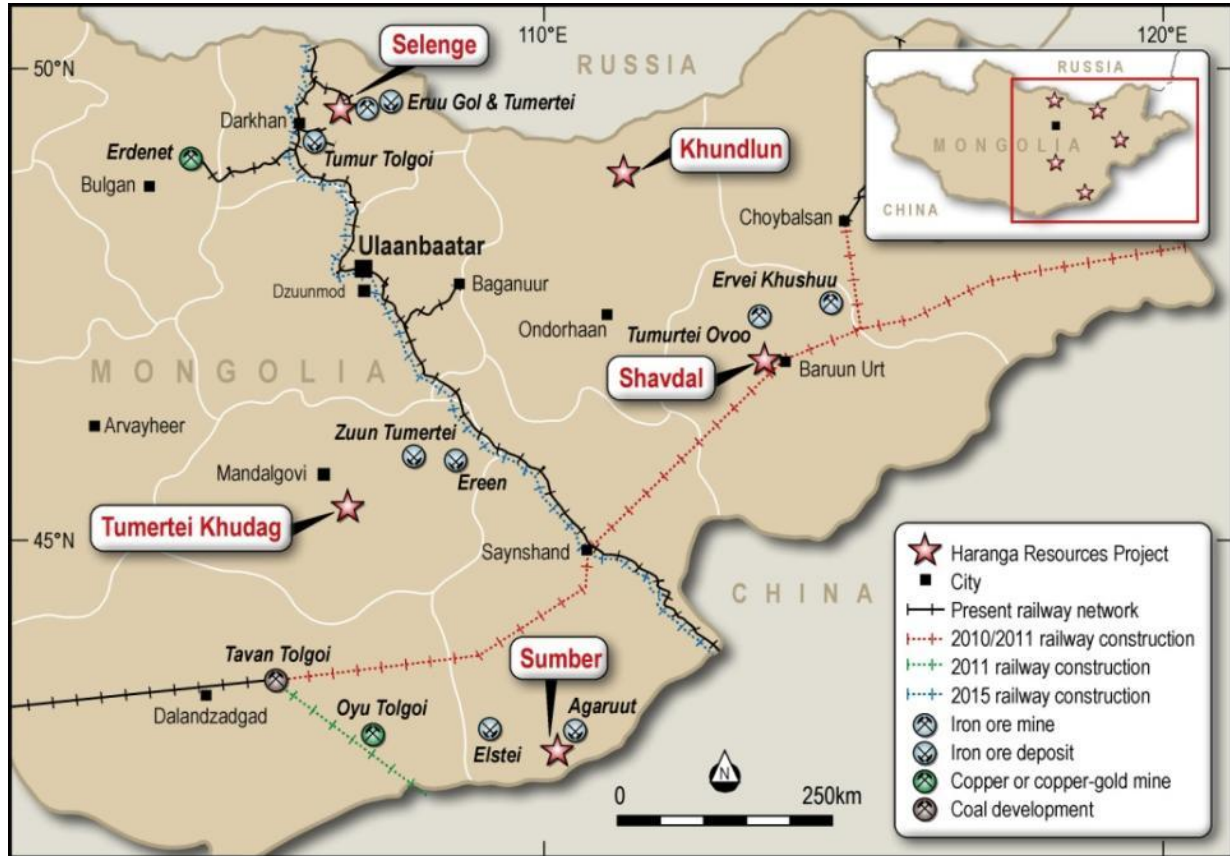 110°E
120°E
50°N
Selenge
RUSSIA
RUSSIA
MONGOLIA
CHINA
Eruu Gol & Tumertei
Darkhan
Tumur Tolgoi
Erdenet
Bulgan
Khundlun
Choybalsan
Ulaanbaatar
Dzuunmod
Baganuur
Ervei Khushuu
Ondorhaan
Tumurtei Ovoo
MONGOLIA
Shavdal
Baruun Urt
Arvayheer
Zuun Tumertei
Mandalgovi
Ereen
Tumertei Khudag
45°N
Saynshand
CHINA
Tavan Tolgoi
Sumber
Dalandzadgad
Oyu Tolgoi
Elstei
Agaruut
N
0
250km
Haranga Resources Project
City
Present railway network
2010/2011 railway construction
2011 railway construction
2015 railway construction
Iron ore mine
Iron ore deposit
Copper or copper-gold mine
Coal development